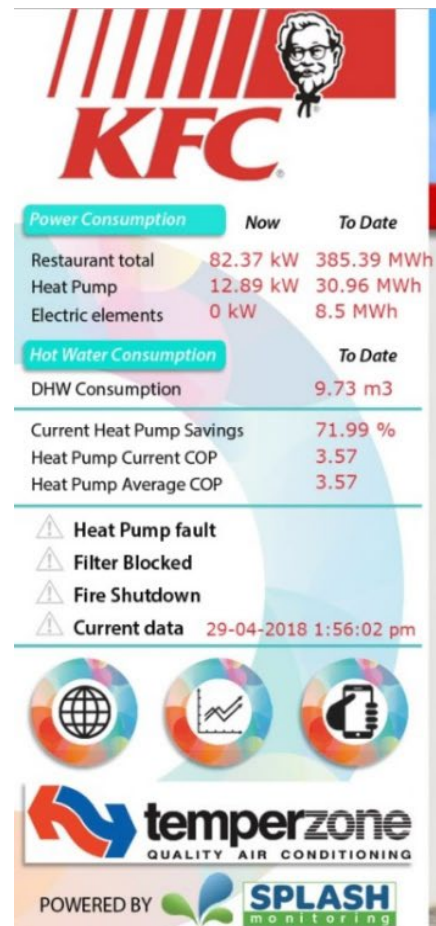 KFC
Power Consumption Now To Date
Restaurant total 82.37 kW 385.39 MWh
Heat Pump 12.89 kW 30.96 MWh
Electric elements 0 kW 8.5 MWh
Hot Water Consumption To Date
DHW Consumption 9.73 m3
Current Heat Pump Savings 71.99 %
Heat Pump Current COP 3.57
Heat Pump Average COP 3.57
Heat Pump fault
Filter Blocked
Fire Shutdown
Current data 29-04-2018 1:56:02 pm
temperzone
QUALITY AIR CONDITIONING
POWERED BY SPLASH
monitoring